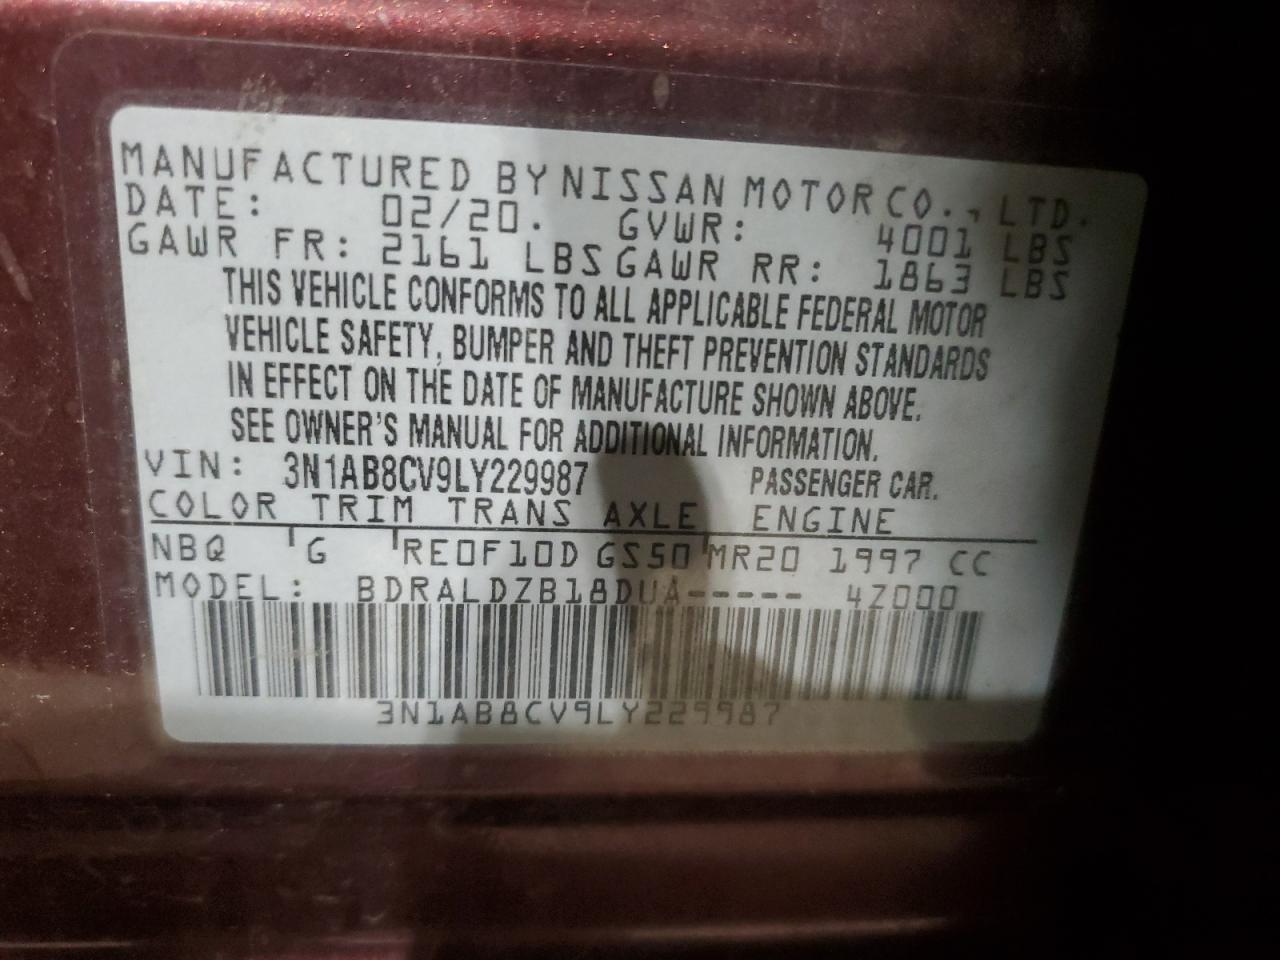 MANUFACTURED BY NISSAN MOTOR CO., LTD.
DATE: 02/20. GVWR: 4001 LBS
GAWR FR: 2161 LBS GAWR RR: 1863 LBS
THIS VEHICLE CONFORMS TO ALL APPLICABLE FEDERAL MOTOR
VEHICLE SAFETY, BUMPER AND THEFT PREVENTION STANDARDS
IN EFFECT ON THE DATE OF MANUFACTURE SHOWN ABOVE.
SEE OWNER'S MANUAL FOR ADDITIONAL INFORMATION.
VIN: 3N1AB8CV9LY229987 PASSENGER CAR.
COLOR TRIM TRANS AXLE ENGINE
NBQ G RE0F10D GS50 MR20 1997 CC
MODEL: BDRALDZB18DUA----- 4Z000
3N1AB8CV9LY229987